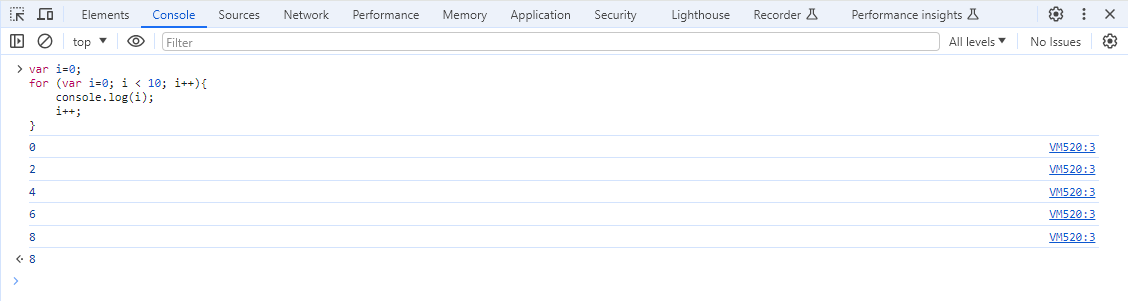 Elements Console Sources Network Performance Memory Application Security Lighthouse Recorder Performance insights
top Filter All levels No Issues
var i=0;
for (var i=0; i < 10; i++){
    console.log(i);
    i++;
}
0 VM520:3
2 VM520:3
4 VM520:3
6 VM520:3
8 VM520:3
8